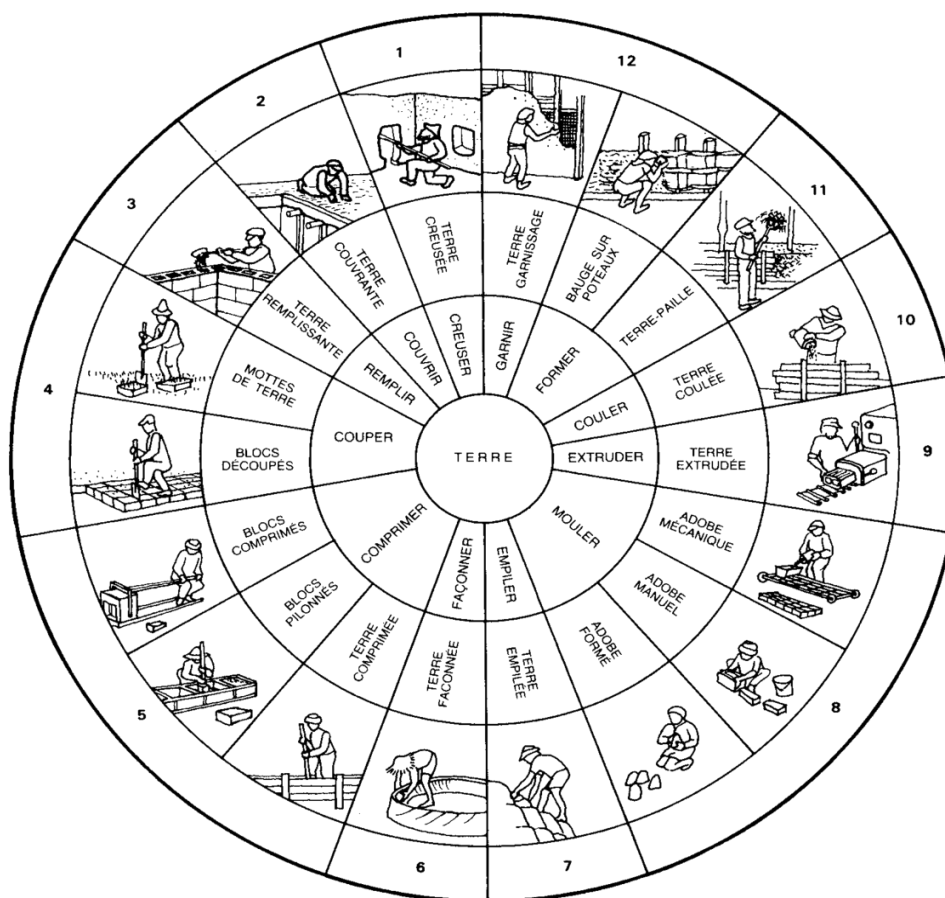 1
2
3
4
5
6
7
8
9
10
11
12
TERRE
CREUSER
COUVRIR
REMPLIR
COUPER
COMPRIMER
FAÇONNER
EMPILER
MOULER
EXTRUDER
COULER
FORMER
GARNIR
TERRE
CREUSÉE
TERRE
COUVRANTE
TERRE
REMPLISSANTE
MOTTES
DE TERRE
BLOCS
DÉCOUPÉS
BLOCS
COMPRIMÉS
BLOCS
PILONNÉS
TERRE
COMPRIMÉE
TERRE
FAÇONNÉE
TERRE
EMPILÉE
ADOBE
FORMÉ
ADOBE
MANUEL
ADOBE
MÉCANIQUE
TERRE
EXTRUDÉE
TERRE
COULÉE
TERRE-PAILLE
BAUGE SUR
POTEAUX
TERRE
GARNISSAGE